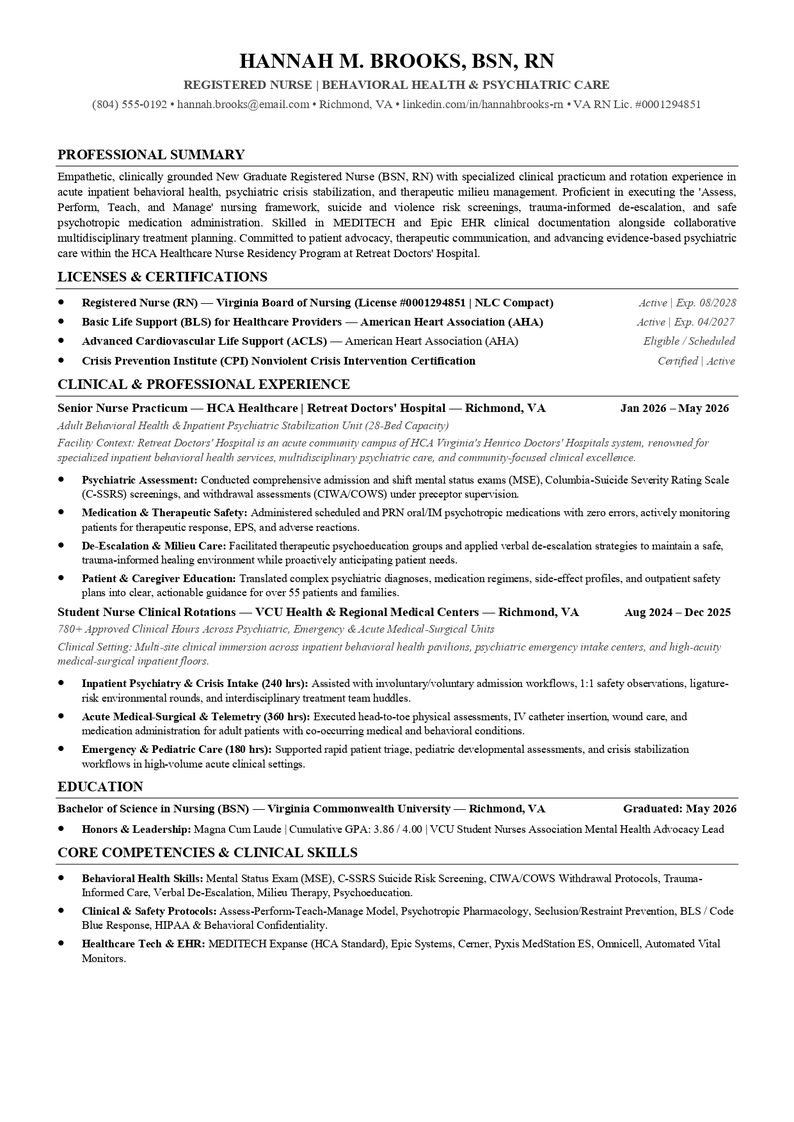 HANNAH M. BROOKS, BSN, RN
REGISTERED NURSE | BEHAVIORAL HEALTH & PSYCHIATRIC CARE
(804) 555-0192 • hannah.brooks@email.com • Richmond, VA • linkedin.com/in/hannahbrooks-rn • VA RN Lic. #0001294851
PROFESSIONAL SUMMARY
Empathetic, clinically grounded New Graduate Registered Nurse (BSN, RN) with specialized clinical practicum and rotation experience in
acute inpatient behavioral health, psychiatric crisis stabilization, and therapeutic milieu management. Proficient in executing the 'Assess,
Perform, Teach, and Manage' nursing framework, suicide and violence risk screenings, trauma-informed de-escalation, and safe
psychotropic medication administration. Skilled in MEDITECH and Epic EHR clinical documentation alongside collaborative
multidisciplinary treatment planning. Committed to patient advocacy, therapeutic communication, and advancing evidence-based psychiatric
care within the HCA Healthcare Nurse Residency Program at Retreat Doctors' Hospital.
LICENSES & CERTIFICATIONS
• Registered Nurse (RN) — Virginia Board of Nursing (License #0001294851 | NLC Compact) Active | Exp. 08/2028
• Basic Life Support (BLS) for Healthcare Providers — American Heart Association (AHA) Active | Exp. 04/2027
• Advanced Cardiovascular Life Support (ACLS) — American Heart Association (AHA) Eligible / Scheduled
• Crisis Prevention Institute (CPI) Nonviolent Crisis Intervention Certification Certified | Active
CLINICAL & PROFESSIONAL EXPERIENCE
Senior Nurse Practicum — HCA Healthcare | Retreat Doctors' Hospital — Richmond, VA Jan 2026 – May 2026
Adult Behavioral Health & Inpatient Psychiatric Stabilization Unit (28-Bed Capacity)
Facility Context: Retreat Doctors' Hospital is an acute community campus of HCA Virginia's Henrico Doctors' Hospitals system, renowned for
specialized inpatient behavioral health services, multidisciplinary psychiatric care, and community-focused clinical excellence.
• Psychiatric Assessment: Conducted comprehensive admission and shift mental status exams (MSE), Columbia-Suicide Severity Rating Scale
(C-SSRS) screenings, and withdrawal assessments (CIWA/COWS) under preceptor supervision.
• Medication & Therapeutic Safety: Administered scheduled and PRN oral/IM psychotropic medications with zero errors, actively monitoring
patients for therapeutic response, EPS, and adverse reactions.
• De-Escalation & Milieu Care: Facilitated therapeutic psychoeducation groups and applied verbal de-escalation strategies to maintain a safe,
trauma-informed healing environment while proactively anticipating patient needs.
• Patient & Caregiver Education: Translated complex psychiatric diagnoses, medication regimens, side-effect profiles, and outpatient safety
plans into clear, actionable guidance for over 55 patients and families.
Student Nurse Clinical Rotations — VCU Health & Regional Medical Centers — Richmond, VA Aug 2024 – Dec 2025
780+ Approved Clinical Hours Across Psychiatric, Emergency & Acute Medical-Surgical Units
Clinical Setting: Multi-site clinical immersion across inpatient behavioral health pavilions, psychiatric emergency intake centers, and high-acuity
medical-surgical inpatient floors.
• Inpatient Psychiatry & Crisis Intake (240 hrs): Assisted with involuntary/voluntary admission workflows, 1:1 safety observations, ligature-
risk environmental rounds, and interdisciplinary treatment team huddles.
• Acute Medical-Surgical & Telemetry (360 hrs): Executed head-to-toe physical assessments, IV catheter insertion, wound care, and
medication administration for adult patients with co-occurring medical and behavioral conditions.
• Emergency & Pediatric Care (180 hrs): Supported rapid patient triage, pediatric developmental assessments, and crisis stabilization
workflows in high-volume acute clinical settings.
EDUCATION
Bachelor of Science in Nursing (BSN) — Virginia Commonwealth University — Richmond, VA Graduated: May 2026
• Honors & Leadership: Magna Cum Laude | Cumulative GPA: 3.86 / 4.00 | VCU Student Nurses Association Mental Health Advocacy Lead
CORE COMPETENCIES & CLINICAL SKILLS
• Behavioral Health Skills: Mental Status Exam (MSE), C-SSRS Suicide Risk Screening, CIWA/COWS Withdrawal Protocols, Trauma-
Informed Care, Verbal De-Escalation, Milieu Therapy, Psychoeducation.
• Clinical & Safety Protocols: Assess-Perform-Teach-Manage Model, Psychotropic Pharmacology, Seclusion/Restraint Prevention, BLS / Code
Blue Response, HIPAA & Behavioral Confidentiality.
• Healthcare Tech & EHR: MEDITECH Expanse (HCA Standard), Epic Systems, Cerner, Pyxis MedStation ES, Omnicell, Automated Vital
Monitors.